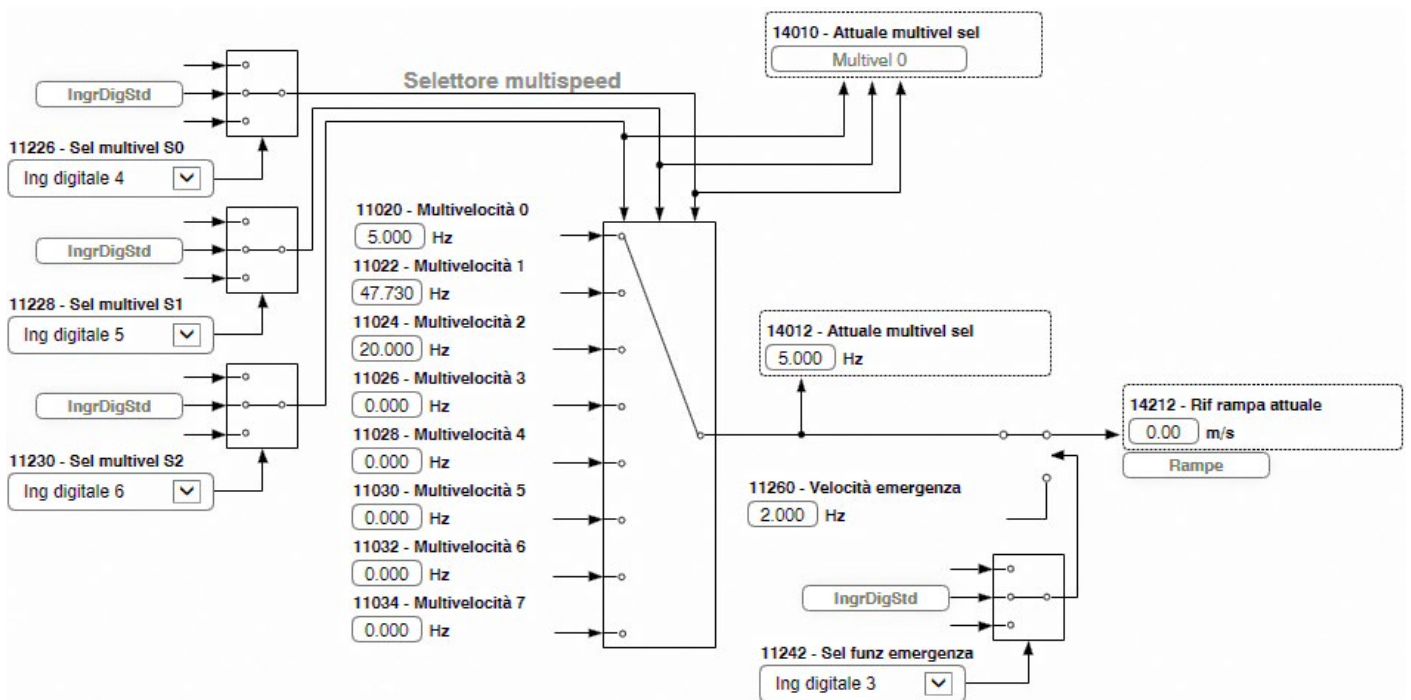 14010 - Attuale multivel sel
Multivel 0
Selettore multispeed
IngrDigStd
11226 - Sel multivel S0
Ing digitale 4
IngrDigStd
11228 - Sel multivel S1
Ing digitale 5
IngrDigStd
11230 - Sel multivel S2
Ing digitale 6
11020 - Multivelocità 0
5.000 Hz
11022 - Multivelocità 1
47.730 Hz
11024 - Multivelocità 2
20.000 Hz
11026 - Multivelocità 3
0.000 Hz
11028 - Multivelocità 4
0.000 Hz
11030 - Multivelocità 5
0.000 Hz
11032 - Multivelocità 6
0.000 Hz
11034 - Multivelocità 7
0.000 Hz
14012 - Attuale multivel sel
5.000 Hz
14212 - Rif rampa attuale
0.00 m/s
Rampe
11260 - Velocità emergenza
2.000 Hz
IngrDigStd
11242 - Sel funz emergenza
Ing digitale 3